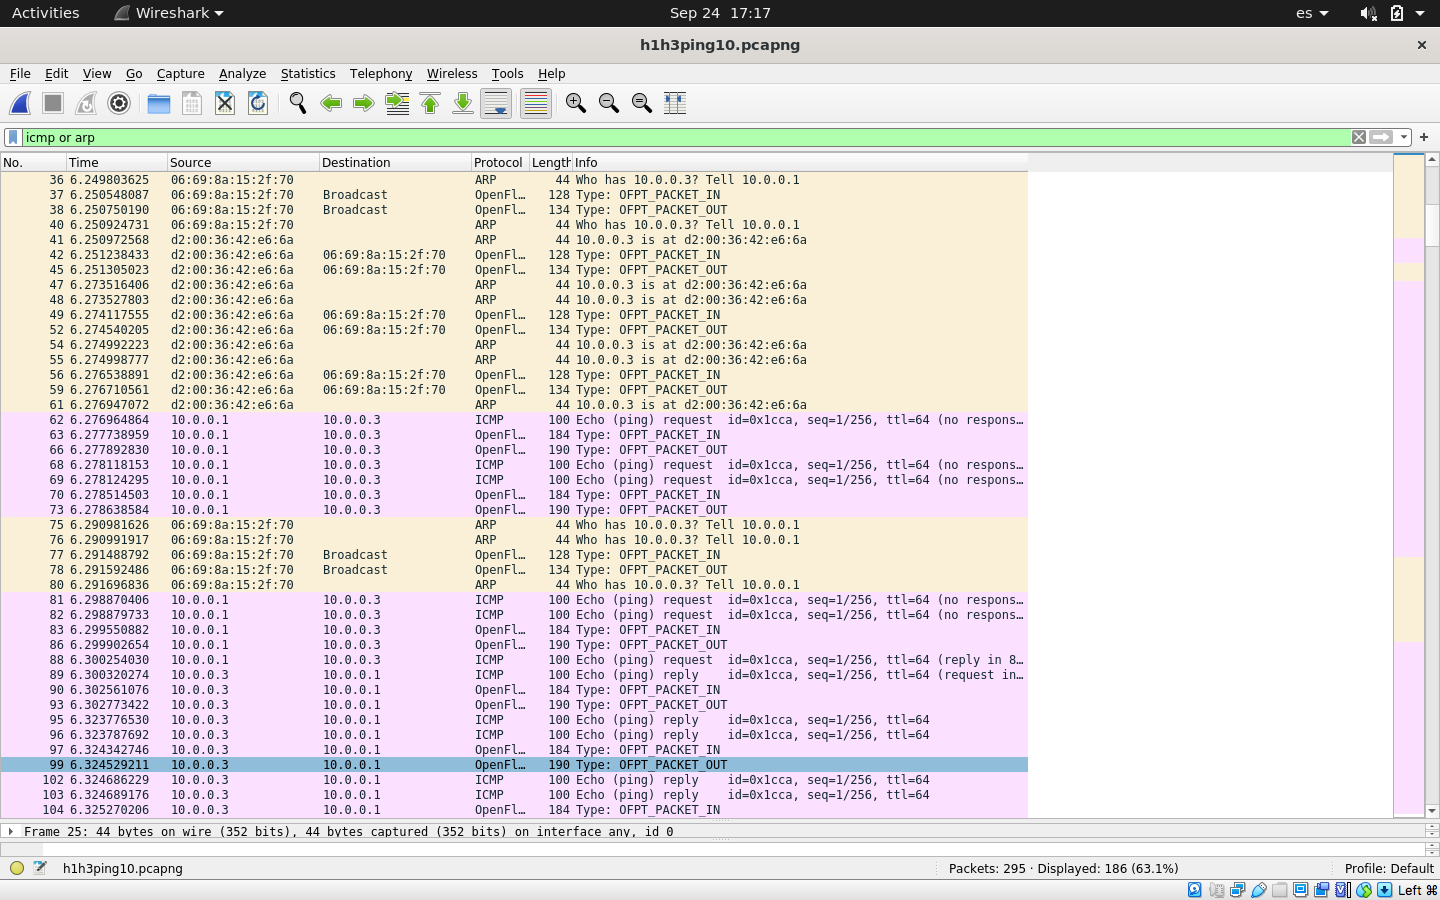 Activities Wireshark Sep 24 17:17 es
h1h3ping10.pcapng ×
File Edit View Go Capture Analyze Statistics Telephony Wireless Tools Help
icmp or arp +
No. Time Source Destination Protocol Length Info
36 6.249803625 06:69:8a:15:2f:70 ARP 44 Who has 10.0.0.3? Tell 10.0.0.1
37 6.250548087 06:69:8a:15:2f:70 Broadcast OpenFl… 128 Type: OFPT_PACKET_IN
38 6.250750190 06:69:8a:15:2f:70 Broadcast OpenFl… 134 Type: OFPT_PACKET_OUT
40 6.250924731 06:69:8a:15:2f:70 ARP 44 Who has 10.0.0.3? Tell 10.0.0.1
41 6.250972568 d2:00:36:42:e6:6a ARP 44 10.0.0.3 is at d2:00:36:42:e6:6a
42 6.251238433 d2:00:36:42:e6:6a 06:69:8a:15:2f:70 OpenFl… 128 Type: OFPT_PACKET_IN
45 6.251305023 d2:00:36:42:e6:6a 06:69:8a:15:2f:70 OpenFl… 134 Type: OFPT_PACKET_OUT
47 6.273516406 d2:00:36:42:e6:6a ARP 44 10.0.0.3 is at d2:00:36:42:e6:6a
48 6.273527803 d2:00:36:42:e6:6a ARP 44 10.0.0.3 is at d2:00:36:42:e6:6a
49 6.274117555 d2:00:36:42:e6:6a 06:69:8a:15:2f:70 OpenFl… 128 Type: OFPT_PACKET_IN
52 6.274540205 d2:00:36:42:e6:6a 06:69:8a:15:2f:70 OpenFl… 134 Type: OFPT_PACKET_OUT
54 6.274992223 d2:00:36:42:e6:6a ARP 44 10.0.0.3 is at d2:00:36:42:e6:6a
55 6.274998777 d2:00:36:42:e6:6a ARP 44 10.0.0.3 is at d2:00:36:42:e6:6a
56 6.276538891 d2:00:36:42:e6:6a 06:69:8a:15:2f:70 OpenFl… 128 Type: OFPT_PACKET_IN
59 6.276710561 d2:00:36:42:e6:6a 06:69:8a:15:2f:70 OpenFl… 134 Type: OFPT_PACKET_OUT
61 6.276947072 d2:00:36:42:e6:6a ARP 44 10.0.0.3 is at d2:00:36:42:e6:6a
62 6.276964864 10.0.0.1 10.0.0.3 ICMP 100 Echo (ping) request id=0x1cca, seq=1/256, ttl=64 (no respons…
63 6.277738959 10.0.0.1 10.0.0.3 OpenFl… 184 Type: OFPT_PACKET_IN
66 6.277892830 10.0.0.1 10.0.0.3 OpenFl… 190 Type: OFPT_PACKET_OUT
68 6.278118153 10.0.0.1 10.0.0.3 ICMP 100 Echo (ping) request id=0x1cca, seq=1/256, ttl=64 (no respons…
69 6.278124295 10.0.0.1 10.0.0.3 ICMP 100 Echo (ping) request id=0x1cca, seq=1/256, ttl=64 (no respons…
70 6.278514503 10.0.0.1 10.0.0.3 OpenFl… 184 Type: OFPT_PACKET_IN
73 6.278638584 10.0.0.1 10.0.0.3 OpenFl… 190 Type: OFPT_PACKET_OUT
75 6.290981626 06:69:8a:15:2f:70 ARP 44 Who has 10.0.0.3? Tell 10.0.0.1
76 6.290991917 06:69:8a:15:2f:70 ARP 44 Who has 10.0.0.3? Tell 10.0.0.1
77 6.291488792 06:69:8a:15:2f:70 Broadcast OpenFl… 128 Type: OFPT_PACKET_IN
78 6.291592486 06:69:8a:15:2f:70 Broadcast OpenFl… 134 Type: OFPT_PACKET_OUT
80 6.291696836 06:69:8a:15:2f:70 ARP 44 Who has 10.0.0.3? Tell 10.0.0.1
81 6.298870406 10.0.0.1 10.0.0.3 ICMP 100 Echo (ping) request id=0x1cca, seq=1/256, ttl=64 (no respons…
82 6.298879733 10.0.0.1 10.0.0.3 ICMP 100 Echo (ping) request id=0x1cca, seq=1/256, ttl=64 (no respons…
83 6.299550882 10.0.0.1 10.0.0.3 OpenFl… 184 Type: OFPT_PACKET_IN
86 6.299902654 10.0.0.1 10.0.0.3 OpenFl… 190 Type: OFPT_PACKET_OUT
88 6.300254030 10.0.0.1 10.0.0.3 ICMP 100 Echo (ping) request id=0x1cca, seq=1/256, ttl=64 (reply in 8…
89 6.300320274 10.0.0.3 10.0.0.1 ICMP 100 Echo (ping) reply id=0x1cca, seq=1/256, ttl=64 (request in…
90 6.302561076 10.0.0.3 10.0.0.1 OpenFl… 184 Type: OFPT_PACKET_IN
93 6.302773422 10.0.0.3 10.0.0.1 OpenFl… 190 Type: OFPT_PACKET_OUT
95 6.323776530 10.0.0.3 10.0.0.1 ICMP 100 Echo (ping) reply id=0x1cca, seq=1/256, ttl=64
96 6.323787692 10.0.0.3 10.0.0.1 ICMP 100 Echo (ping) reply id=0x1cca, seq=1/256, ttl=64
97 6.324342746 10.0.0.3 10.0.0.1 OpenFl… 184 Type: OFPT_PACKET_IN
99 6.324529211 10.0.0.3 10.0.0.1 OpenFl… 190 Type: OFPT_PACKET_OUT
102 6.324686229 10.0.0.3 10.0.0.1 ICMP 100 Echo (ping) reply id=0x1cca, seq=1/256, ttl=64
103 6.324689176 10.0.0.3 10.0.0.1 ICMP 100 Echo (ping) reply id=0x1cca, seq=1/256, ttl=64
104 6.325270206 10.0.0.3 10.0.0.1 OpenFl… 184 Type: OFPT_PACKET_IN
Frame 25: 44 bytes on wire (352 bits), 44 bytes captured (352 bits) on interface any, id 0
h1h3ping10.pcapng Packets: 295 · Displayed: 186 (63.1%) Profile: Default
Left ⌘